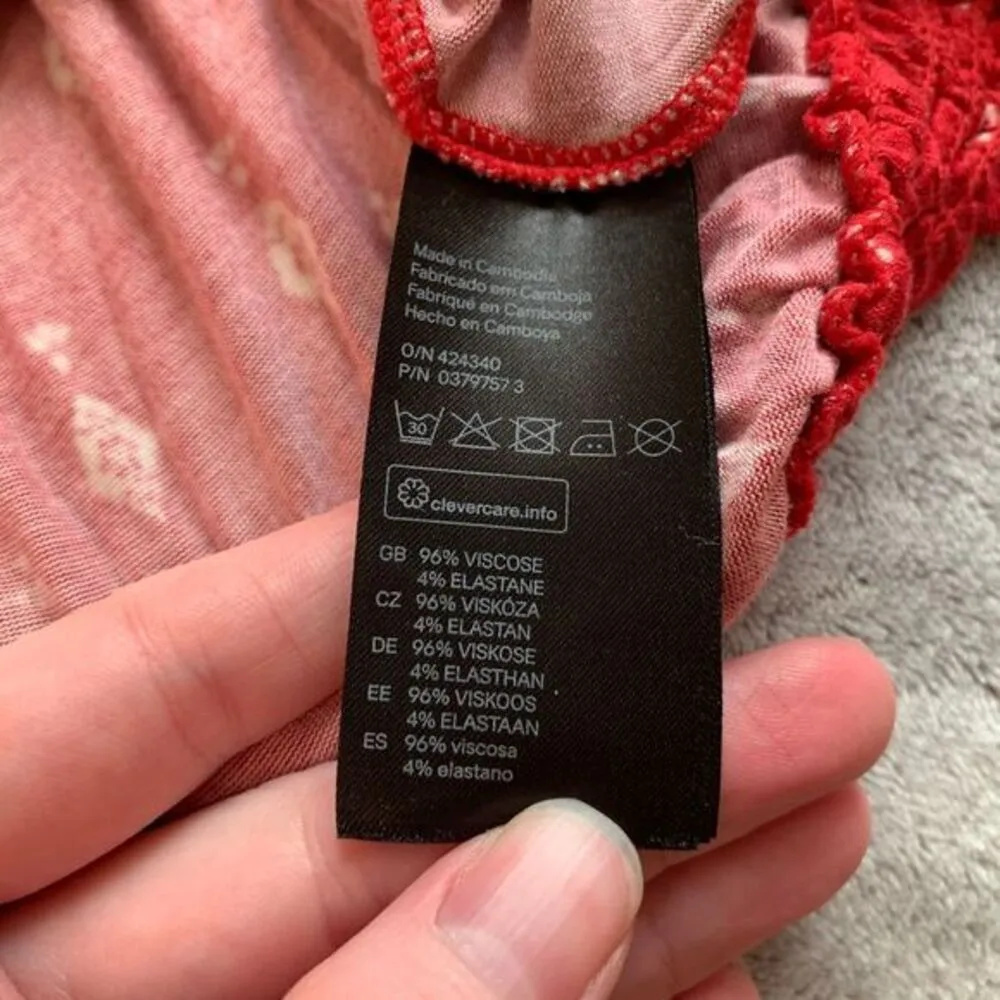 Made in Cambodia
Fabricado em Camboja
Fabriqué en Cambodge
Hecho en Camboya
O/N 424340
P/N 0379757 3
30
clevercare.info
GB 96% VISCOSE
4% ELASTANE
CZ 96% VISKÓZA
4% ELASTAN
DE 96% VISKOSE
4% ELASTHAN
EE 96% VISKOOS
4% ELASTAAN
ES 96% viscosa
4% elastano